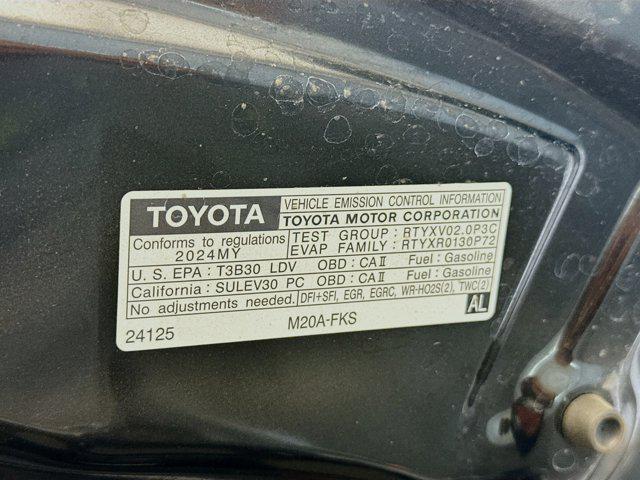 TOYOTA
VEHICLE EMISSION CONTROL INFORMATION
TOYOTA MOTOR CORPORATION
Conforms to regulations
2024MY
TEST GROUP : RTYXV02.0P3C
EVAP FAMILY : RTYXR0130P72
U. S. EPA : T3B30 LDV OBD : CAⅡ Fuel : Gasoline
California : SULEV30 PC OBD : CAⅡ Fuel : Gasoline
No adjustments needed. DFI+SFI, EGR, EGRC, WR-HO2S(2), TWC(2)
24125 M20A-FKS AL